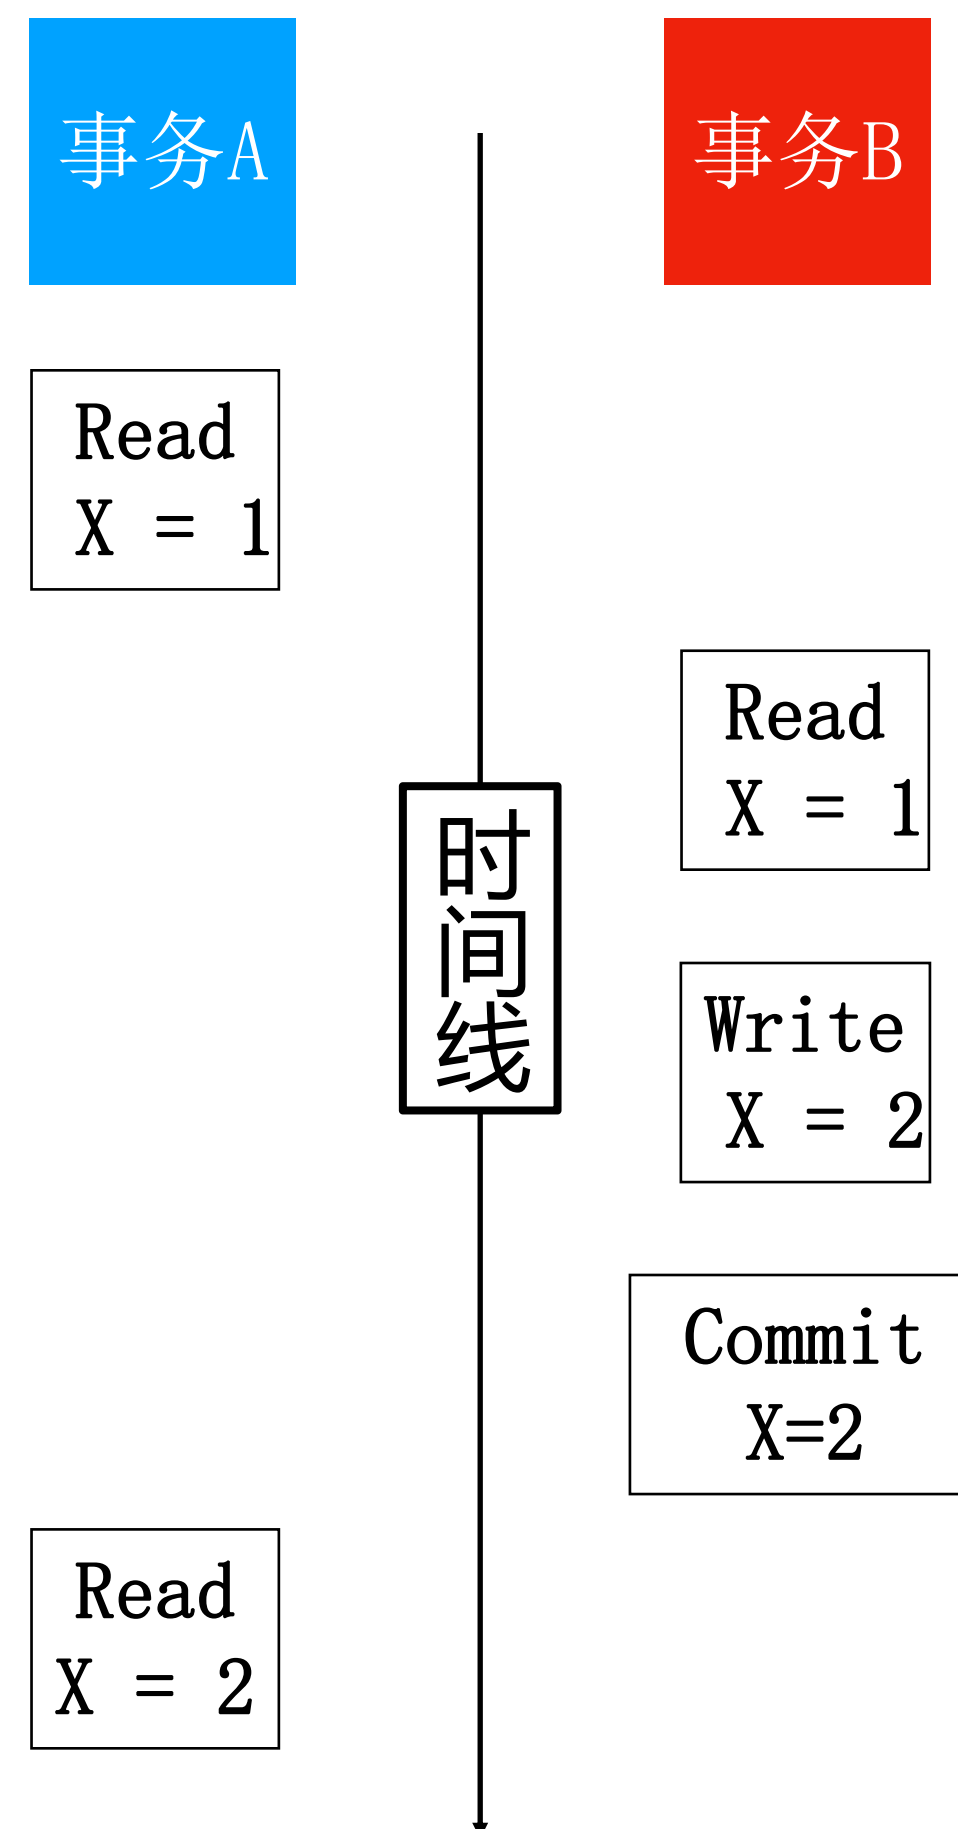 事务A
事务B
Read
X = 1
Read
X = 1
时
间
线
Write
X = 2
Commit
X=2
Read
X = 2